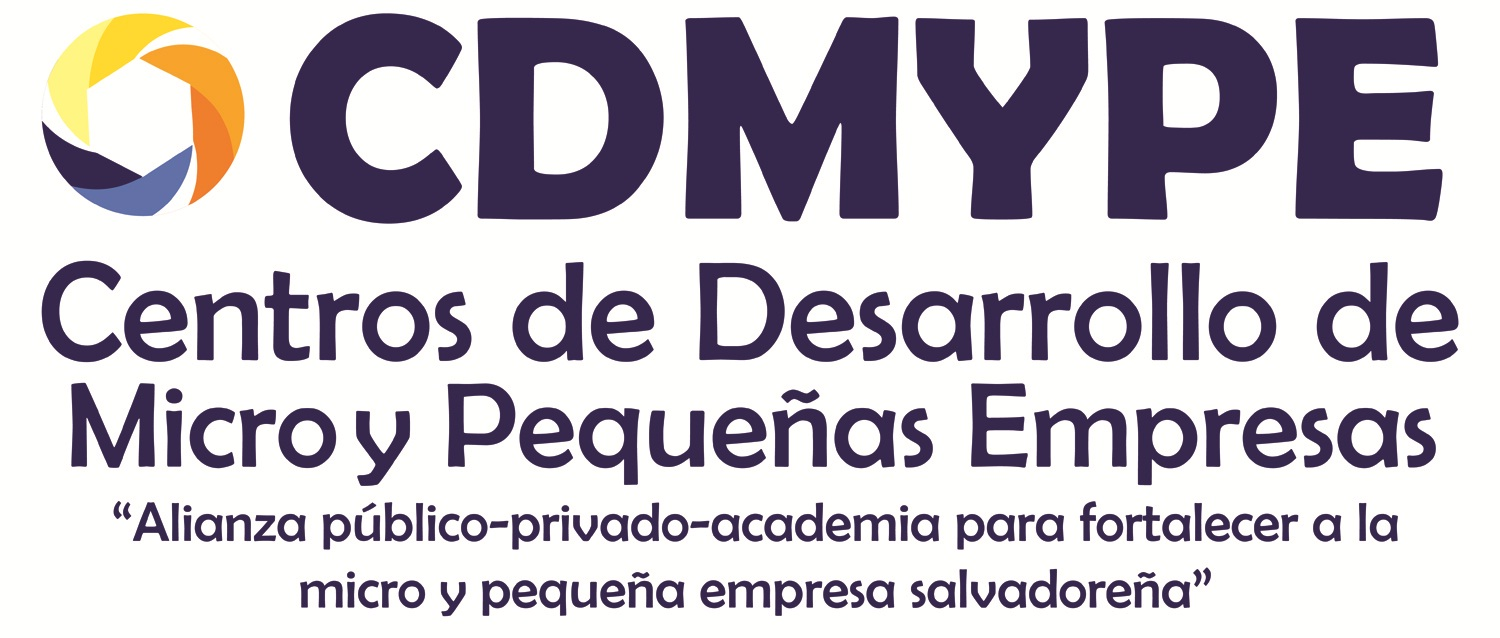 CDMYPE
Centros de Desarrollo de
Micro y Pequeñas Empresas
“Alianza público-privado-academia para fortalecer a la
micro y pequeña empresa salvadoreña”